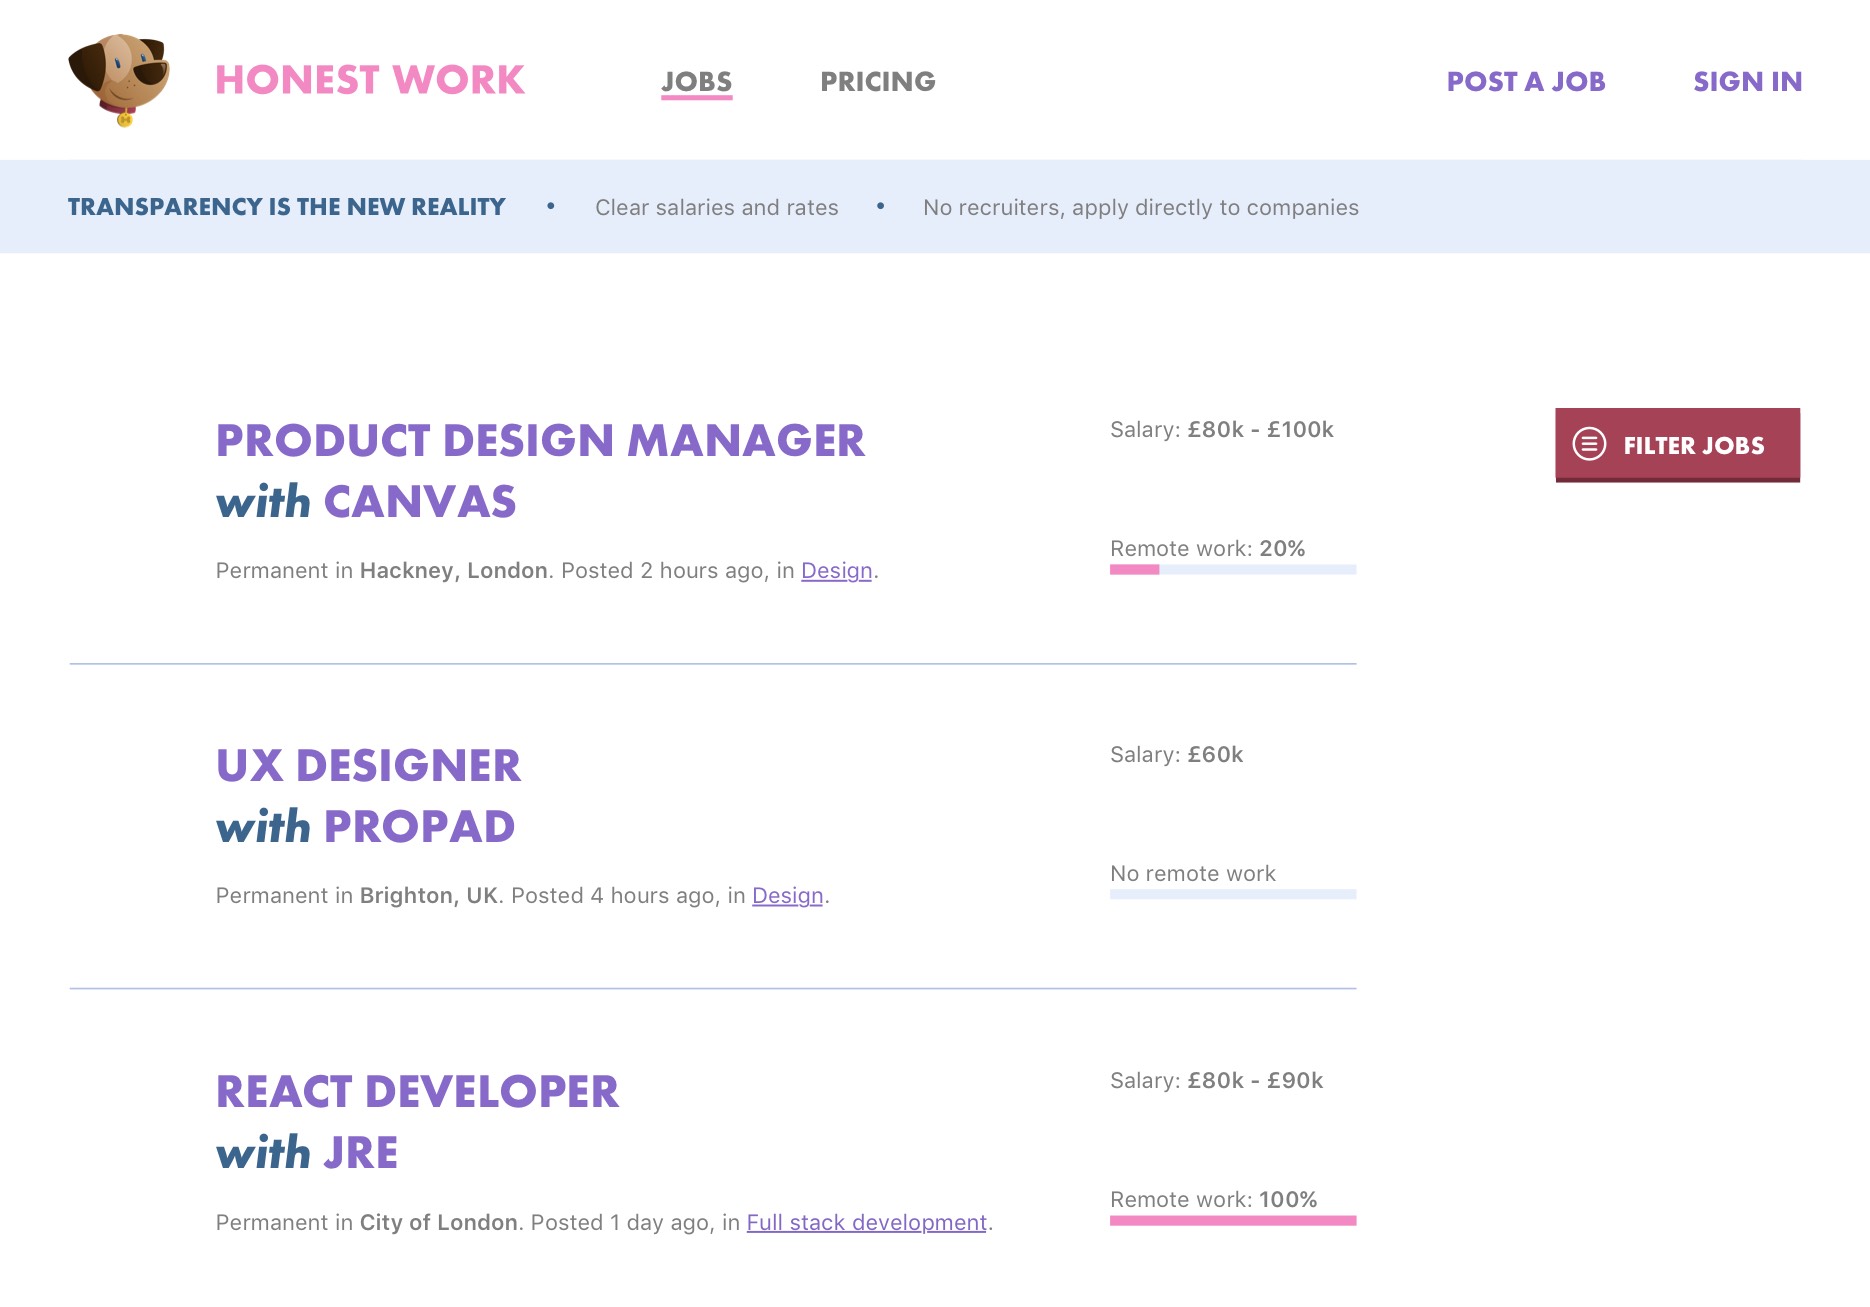 HONEST WORK
JOBS
PRICING
POST A JOB
SIGN IN
TRANSPARENCY IS THE NEW REALITY • Clear salaries and rates • No recruiters, apply directly to companies
PRODUCT DESIGN MANAGER
with CANVAS
Permanent in Hackney, London. Posted 2 hours ago, in Design.
Salary: £80k - £100k
Remote work: 20%
FILTER JOBS
UX DESIGNER
with PROPAD
Permanent in Brighton, UK. Posted 4 hours ago, in Design.
Salary: £60k
No remote work
REACT DEVELOPER
with JRE
Permanent in City of London. Posted 1 day ago, in Full stack development.
Salary: £80k - £90k
Remote work: 100%